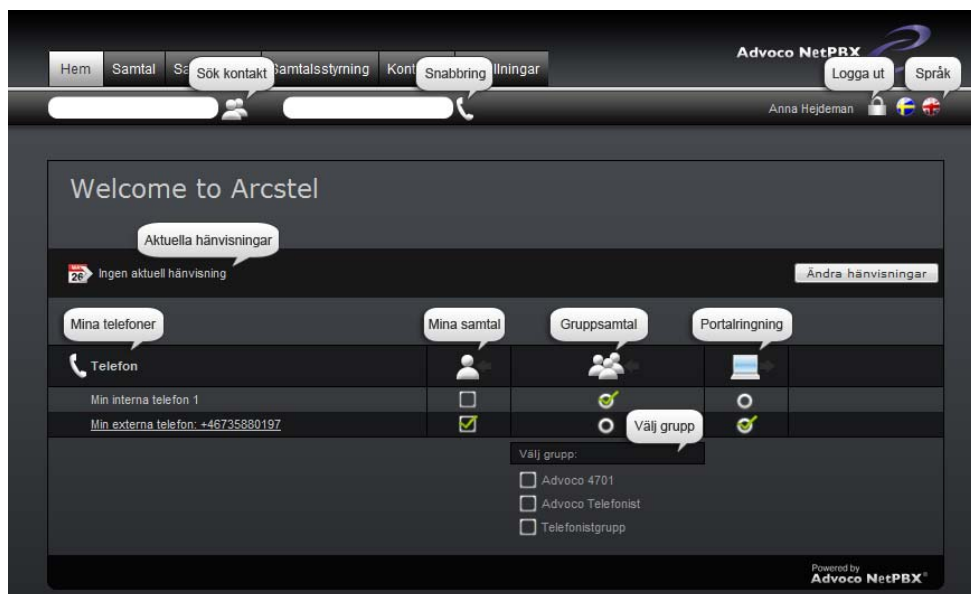 Advoco NetPBX
Hem Samtal Samtalsstyrning
Sök kontakt
Snabbring
Logga ut
Språk
Anna Hejdeman
Welcome to Arcstel
Aktuella hänvisningar
26 Ingen aktuell hänvisning
Ändra hänvisningar
Mina telefoner
Mina samtal
Gruppsamtal
Portalringning
Telefon
Min interna telefon 1
Min externa telefon: +46735880197
Välj grupp
Välj grupp:
Advoco 4701
Advoco Telefonist
Telefonistgrupp
Powered by
Advoco NetPBX®